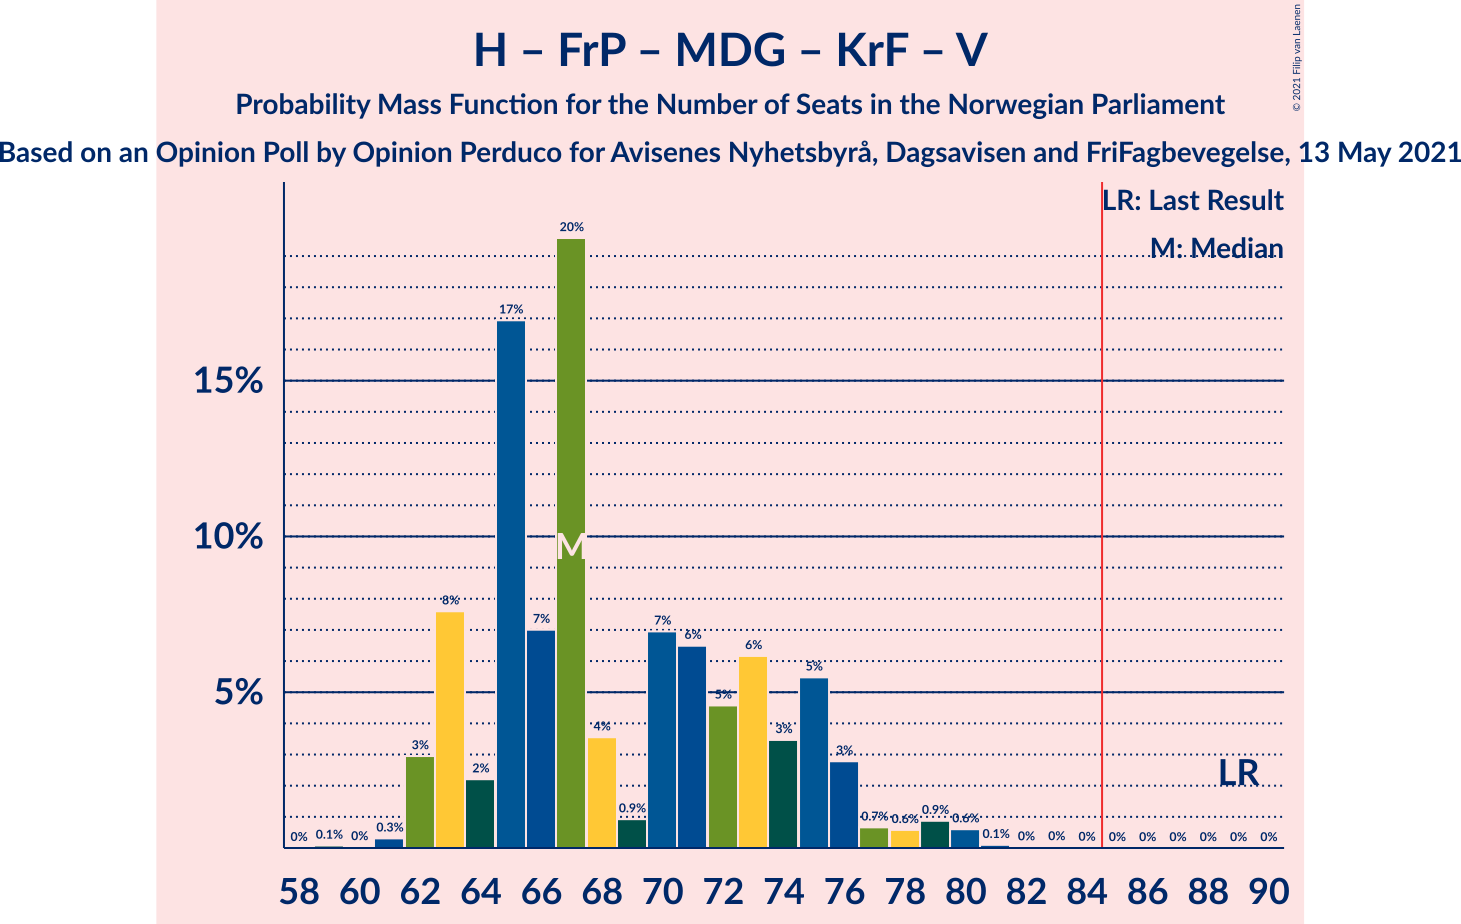 H – FrP – MDG – KrF – V
Probability Mass Function for the Number of Seats in the Norwegian Parliament
Based on an Opinion Poll by Opinion Perduco for Avisenes Nyhetsbyrå, Dagsavisen and FriFagbevegelse, 13 May 2021
© 2021 Filip van Laenen
LR: Last Result
M: Median
15%
10%
5%
0% 0.1% 0% 0.3% 3% 8% 2% 17% 7% 20% 4% 0.9% 7% 6% 5% 6% 3% 5% 3% 0.7% 0.6% 0.9% 0.6% 0.1% 0% 0% 0% 0% 0% 0% 0% 0% 0%
M
LR
58 60 62 64 66 68 70 72 74 76 78 80 82 84 86 88 90